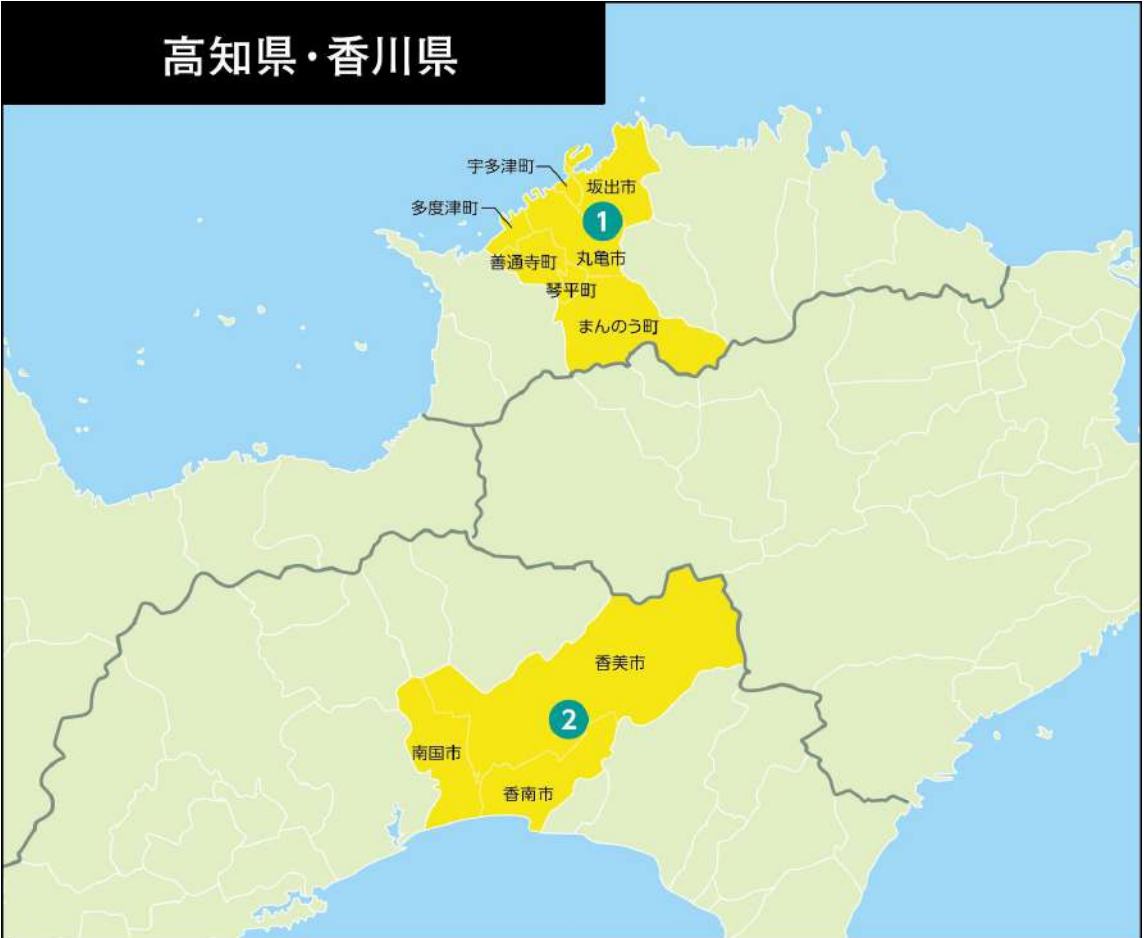 高知県・香川県
宇多津町
坂出市
多度津町
1
善通寺町
丸亀市
琴平町
まんのう町
香美市
2
南国市
香南市